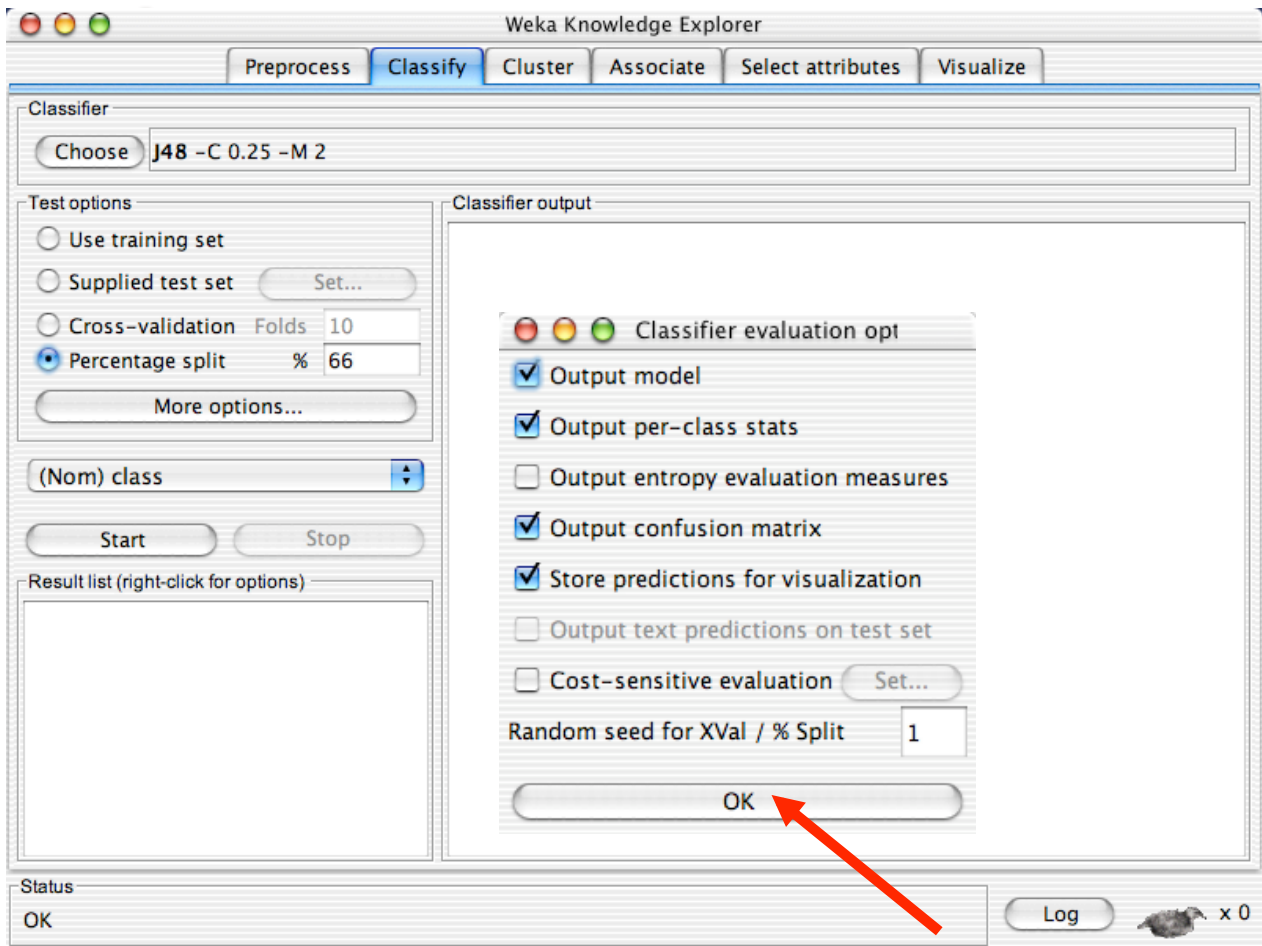 Weka Knowledge Explorer
Preprocess Classify Cluster Associate Select attributes Visualize
Classifier
Choose J48 -C 0.25 -M 2
Test options
Use training set
Supplied test set Set...
Cross-validation Folds 10
Percentage split % 66
More options...
(Nom) class
Start Stop
Result list (right-click for options)
Classifier output
Classifier evaluation opt
Output model
Output per-class stats
Output entropy evaluation measures
Output confusion matrix
Store predictions for visualization
Output text predictions on test set
Cost-sensitive evaluation Set...
Random seed for XVal / % Split 1
OK
Status
OK
Log x 0